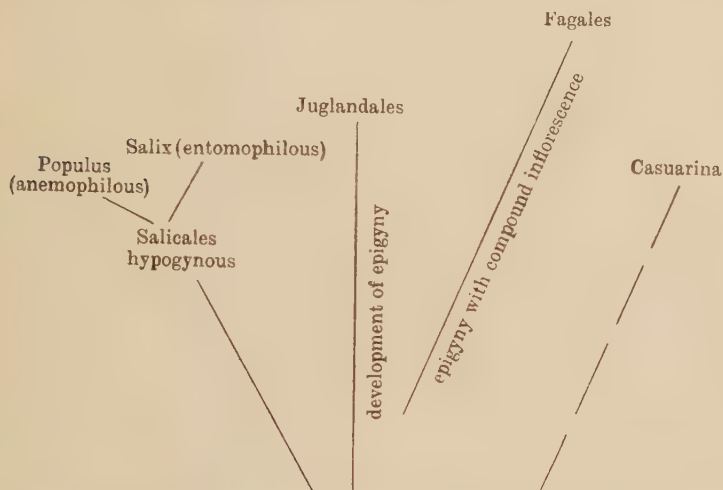 Fagales
Juglandales
Salix (entomophilous)
Populus
(anemophilous)
Casuarina
Salicales
hypogynous
development of epigyny
epigyny with compound inflorescence